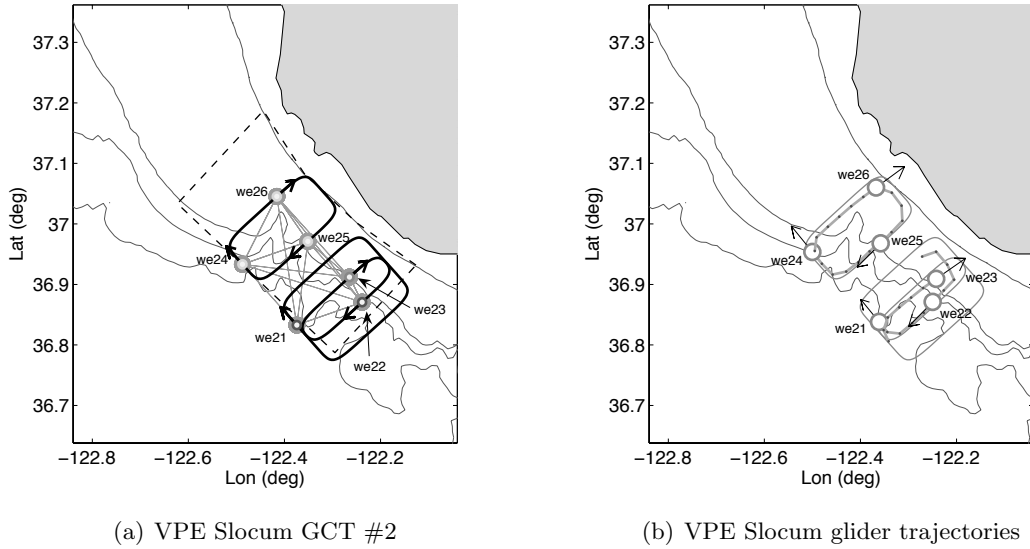 37.3
37.2
37.1
37
36.9
36.8
36.7
Lat (deg)
−122.8
−122.6
−122.4
−122.2
Lon (deg)
we26
we25
we24
we23
we21
we22
(a) VPE Slocum GCT #2
37.3
37.2
37.1
37
36.9
36.8
36.7
Lat (deg)
−122.8
−122.6
−122.4
−122.2
Lon (deg)
we26
we25
we24
we23
we22
we21
(b) VPE Slocum glider trajectories